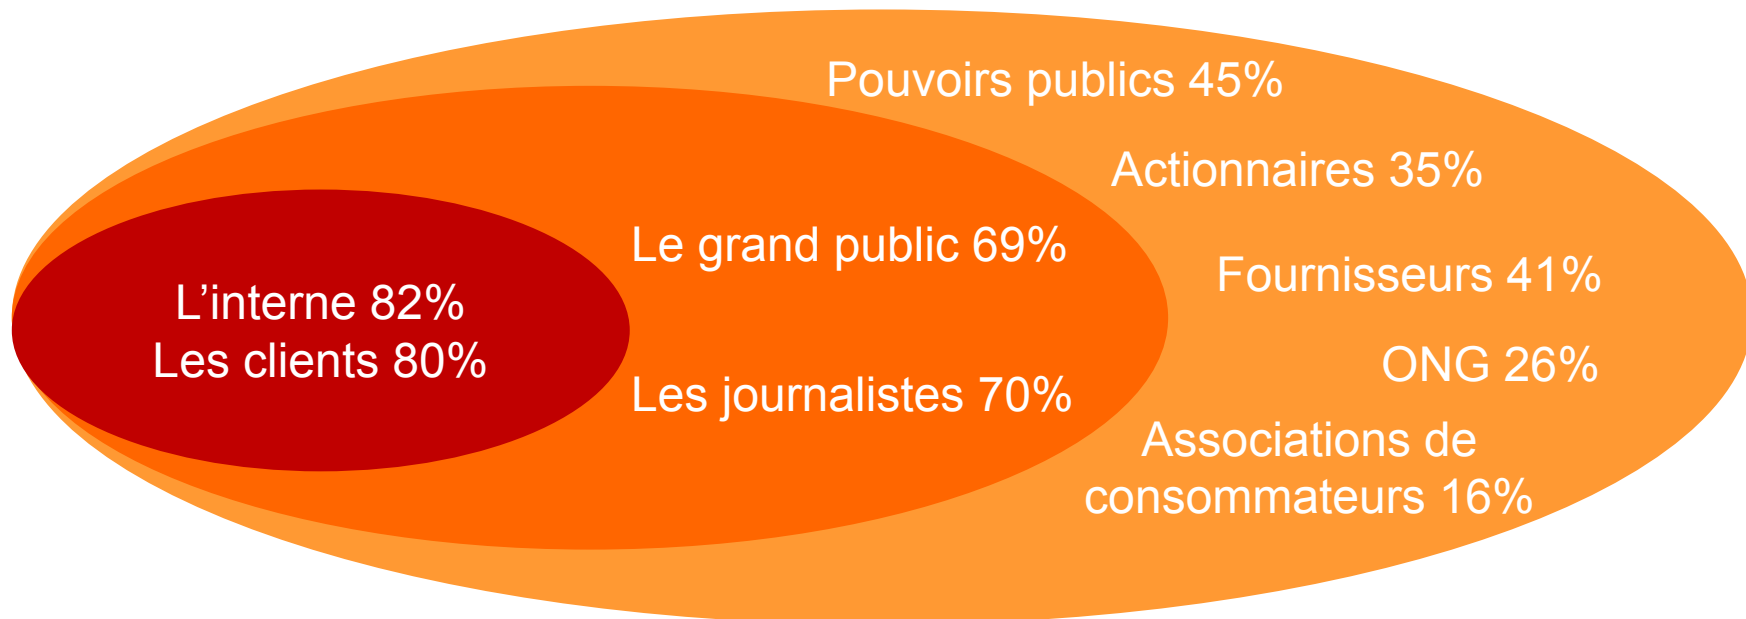 Pouvoirs publics 45%
Actionnaires 35%
Le grand public 69%
Fournisseurs 41%
L’interne 82%
Les clients 80%
ONG 26%
Les journalistes 70%
Associations de
consommateurs 16%